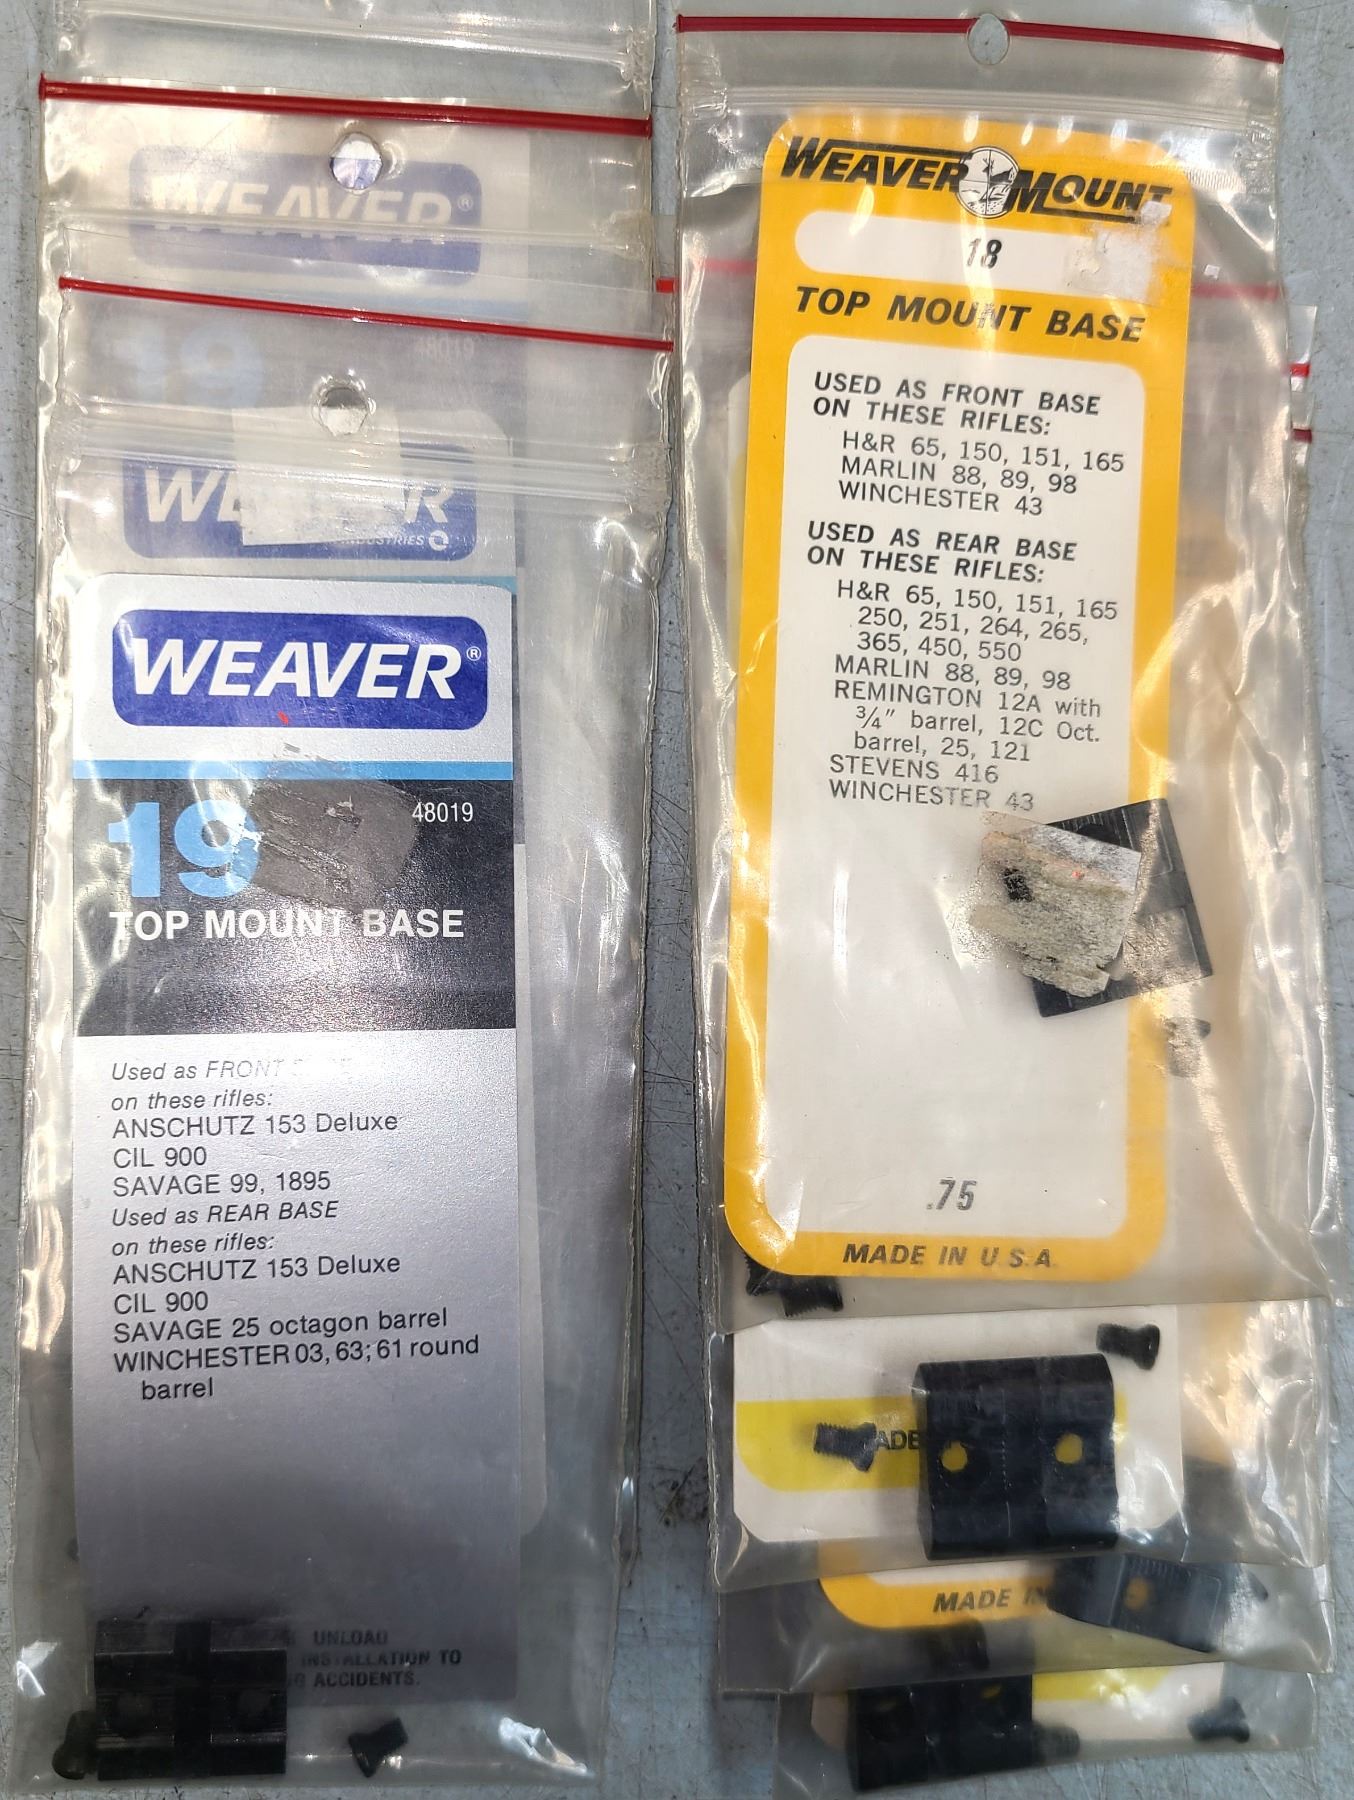 WEAVER®
19
48019
WEAVER
INDUSTRIES
WEAVER®
19
48019
TOP MOUNT BASE
Used as FRONT
on these rifles:
ANSCHUTZ 153 Deluxe
CIL 900
SAVAGE 99, 1895
Used as REAR BASE
on these rifles:
ANSCHUTZ 153 Deluxe
CIL 900
SAVAGE 25 octagon barrel
WINCHESTER 03, 63; 61 round
barrel
UNLOAD
INSTALLATION TO
ACCIDENTS.
WEAVER MOUNT
18
TOP MOUNT BASE
USED AS FRONT BASE
ON THESE RIFLES:
H&R 65, 150, 151, 165
MARLIN 88, 89, 98
WINCHESTER 43
USED AS REAR BASE
ON THESE RIFLES:
H&R 65, 150, 151, 165
250, 251, 264, 265,
365, 450, 550
MARLIN 88, 89, 98
REMINGTON 12A with
3/4" barrel, 12C Oct.
barrel, 25, 121
STEVENS 416
WINCHESTER 43
.75
MADE IN U.S.A.
MADE IN